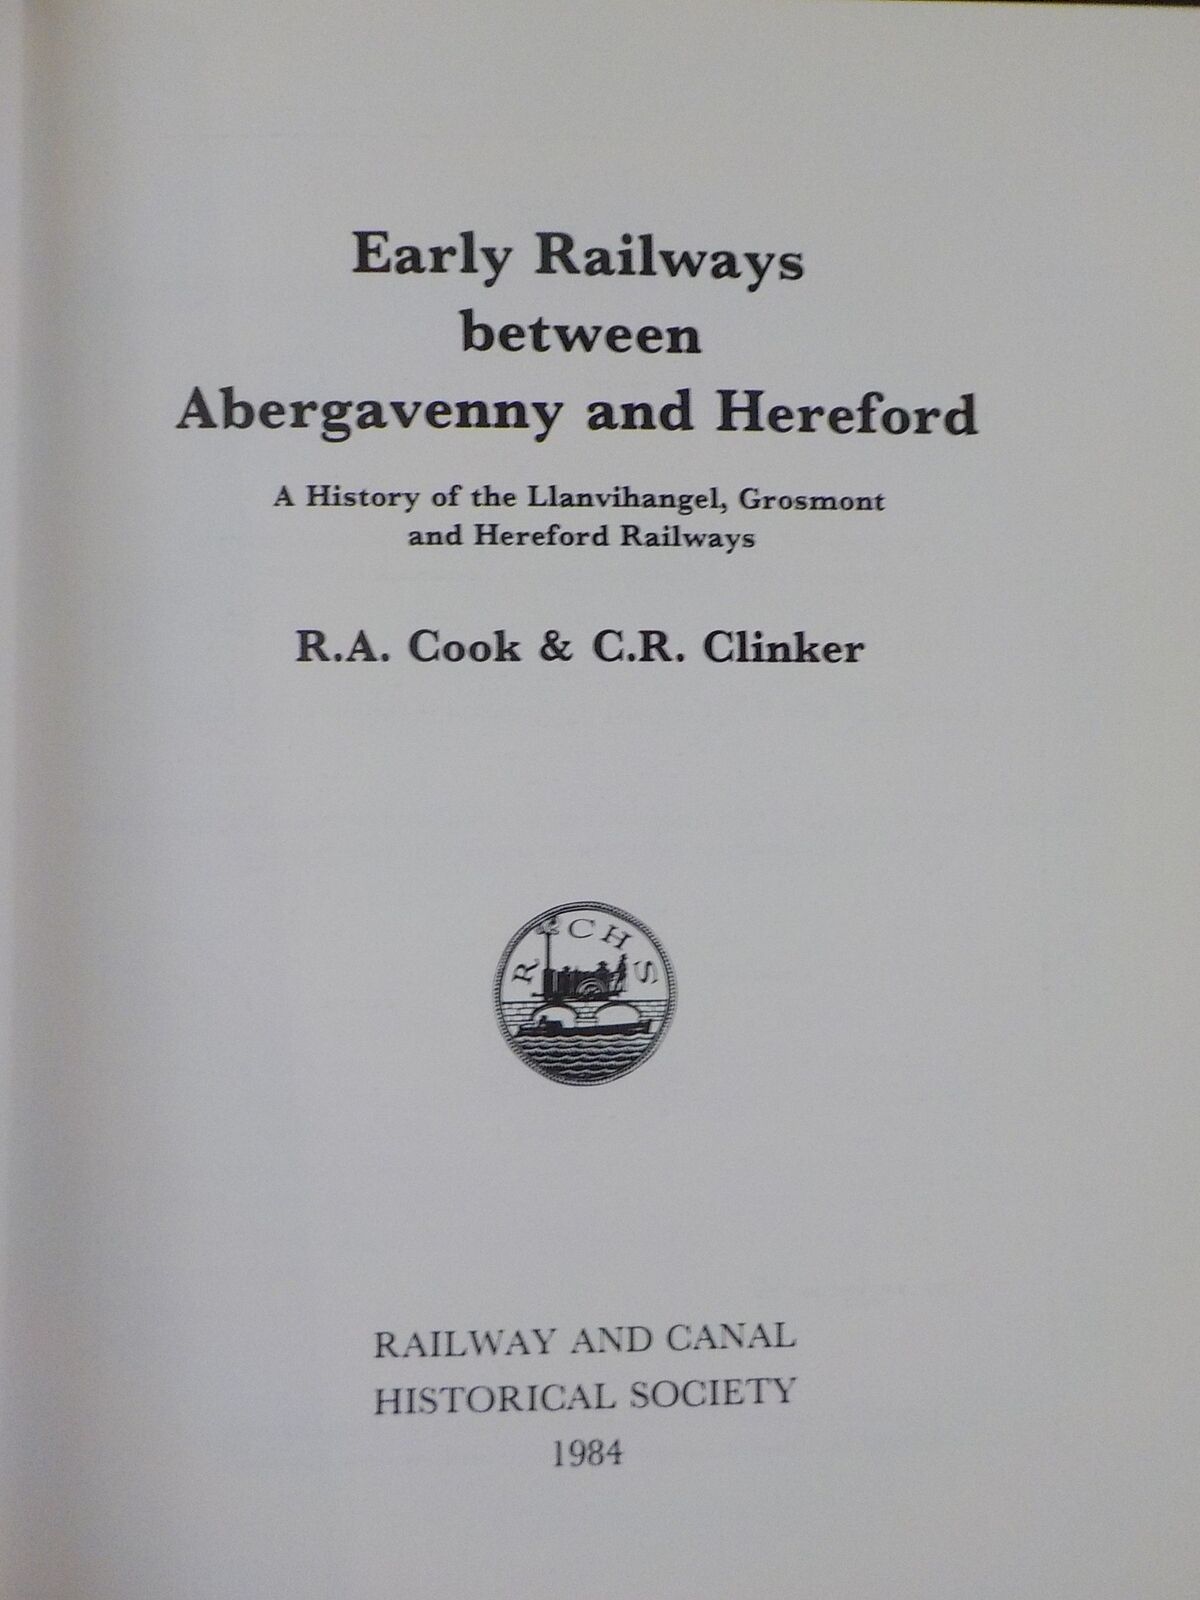 Early Railways
between
Abergavenny and Hereford
A History of the Llanvihangel, Grosmont
and Hereford Railways
R.A. Cook & C.R. Clinker
R C H S
RAILWAY AND CANAL
HISTORICAL SOCIETY
1984